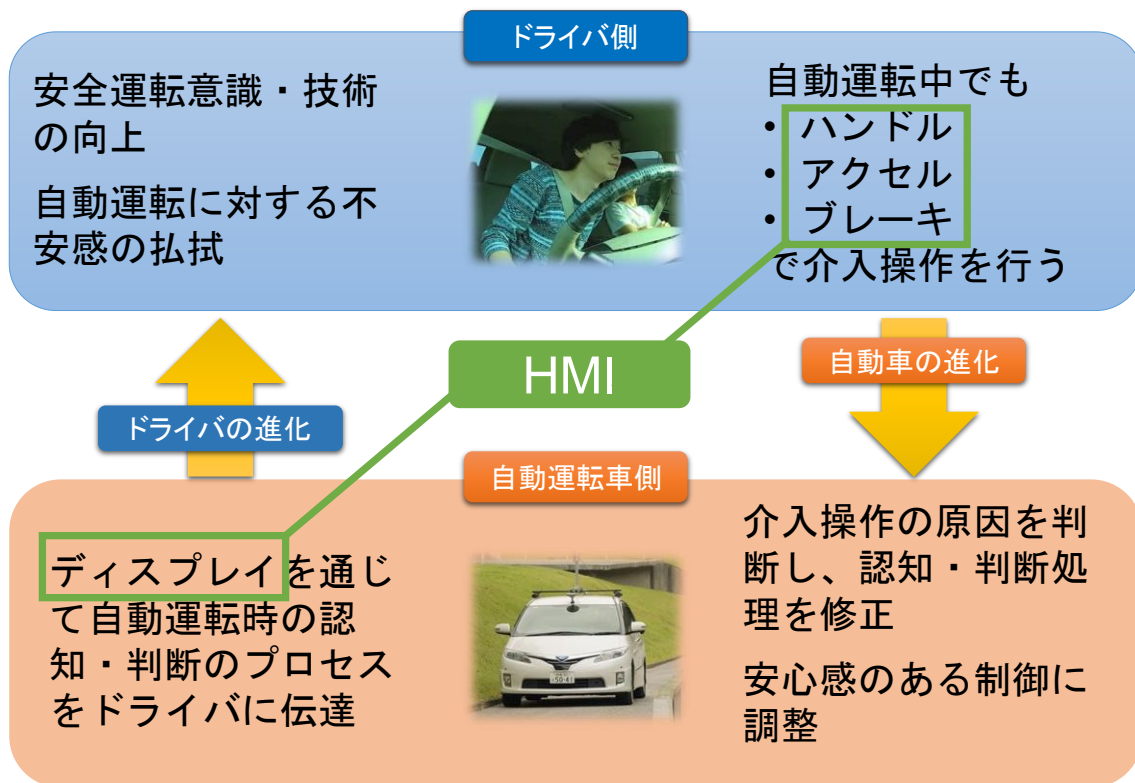 ドライバ側
安全運転意識・技術
の向上
自動運転に対する不
安感の払拭
自動運転中でも
• ハンドル
• アクセル
• ブレーキ
で介入操作を行う
HMI
自動車の進化
ドライバの進化
自動運転車側
ディスプレイを通じ
て自動運転時の認
知・判断のプロセス
をドライバに伝達
介入操作の原因を判
断し、認知・判断処
理を修正
安心感のある制御に
調整